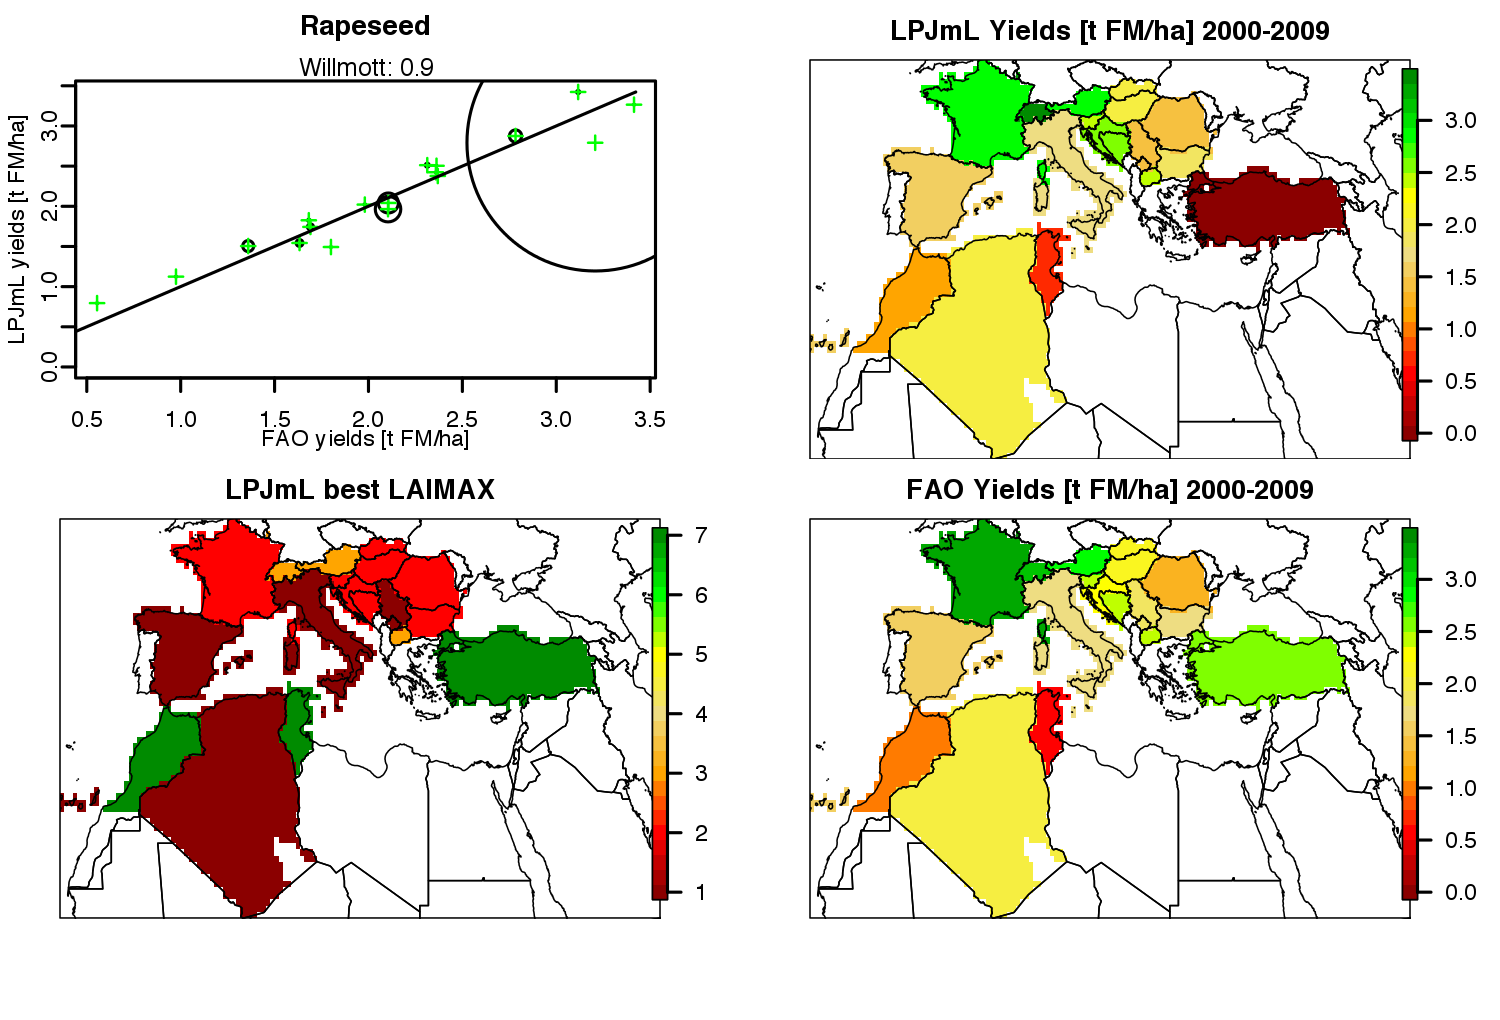 Rapeseed
Willmott: 0.9
LPJmL yields [t FM/ha]
0.0 1.0 2.0 3.0
0.5 1.0 1.5 2.0 2.5 3.0 3.5
FAO yields [t FM/ha]
LPJmL Yields [t FM/ha] 2000-2009
3.0
2.5
2.0
1.5
1.0
0.5
0.0
LPJmL best LAIMAX
7
6
5
4
3
2
1
FAO Yields [t FM/ha] 2000-2009
3.0
2.5
2.0
1.5
1.0
0.5
0.0